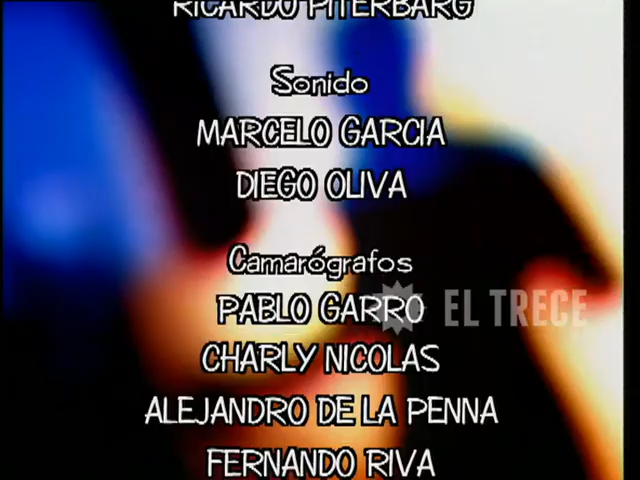 RICARDO PITERBARG
Sonido
MARCELO GARCIA
DIEGO OLIVA
Camarógrafos
PABLO GARRO
EL TRECE
CHARLY NICOLAS
ALEJANDRO DE LA PENNA
FERNANDO RIVA